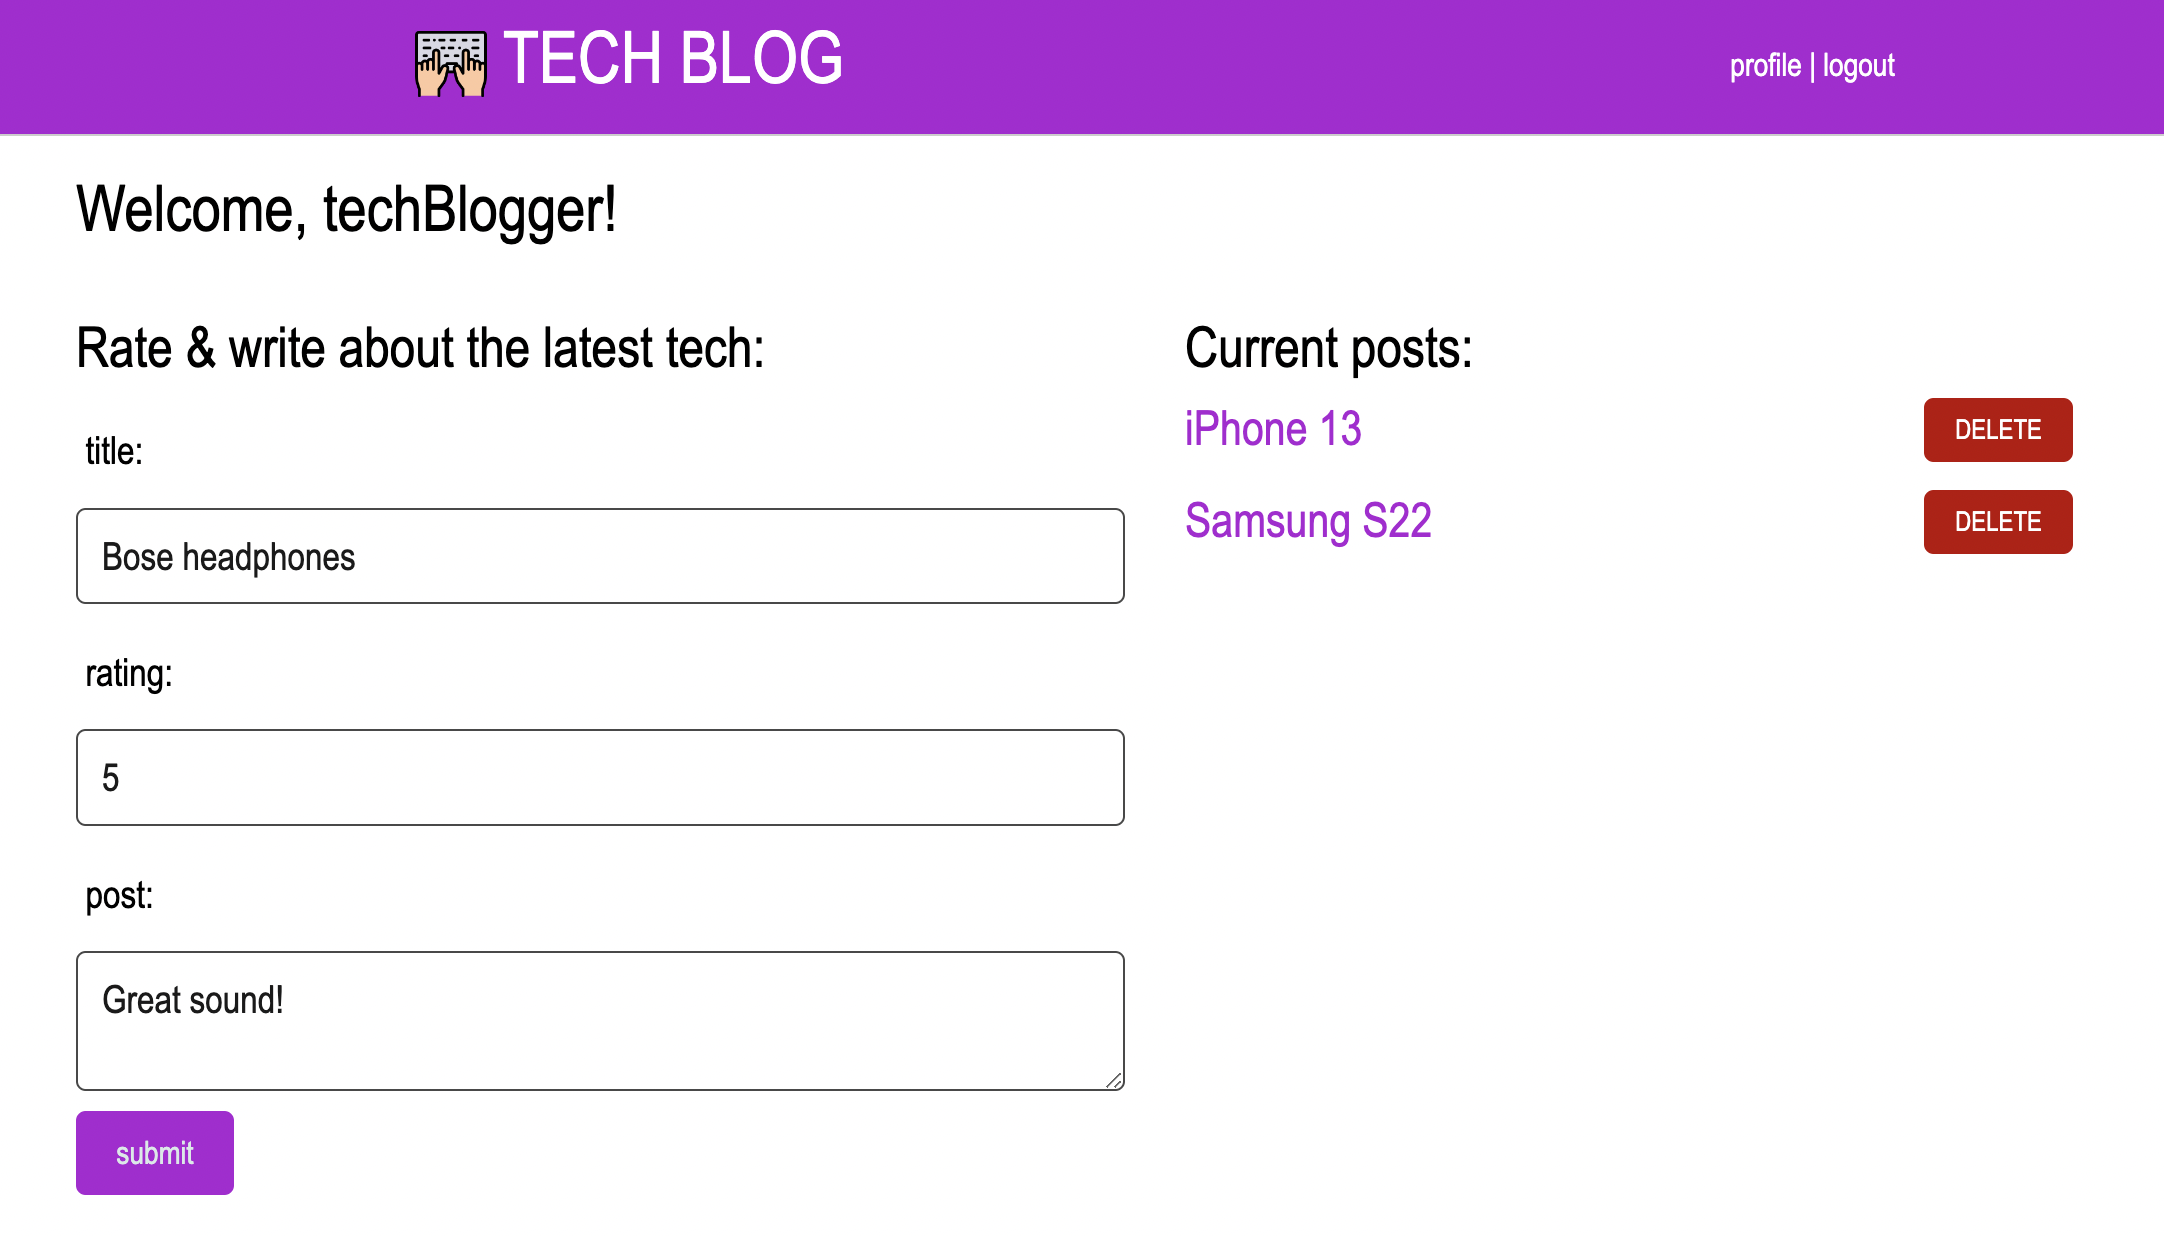 TECH BLOG
profile | logout
Welcome, techBlogger!
Rate & write about the latest tech:
title:
Bose headphones
rating:
5
post:
Great sound!
submit
Current posts:
iPhone 13
DELETE
Samsung S22
DELETE